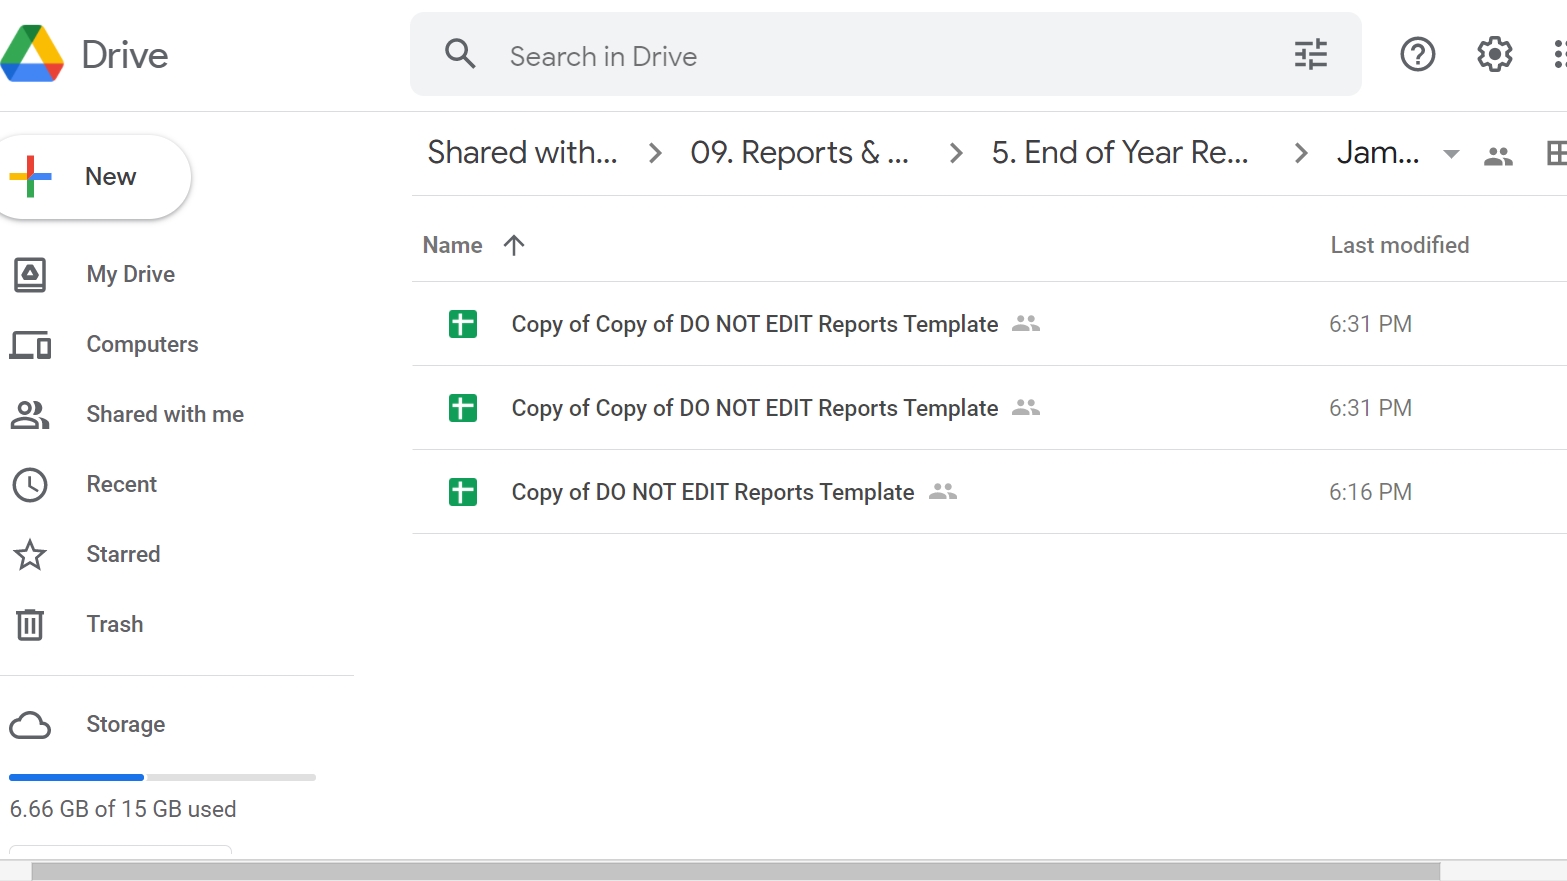 Drive
Search in Drive
New
Shared with...
09. Reports & ...
5. End of Year Re...
Jam...
My Drive
Computers
Shared with me
Recent
Starred
Trash
Storage
6.66 GB of 15 GB used
Name
Last modified
Copy of Copy of DO NOT EDIT Reports Template
6:31 PM
Copy of Copy of DO NOT EDIT Reports Template
6:31 PM
Copy of DO NOT EDIT Reports Template
6:16 PM